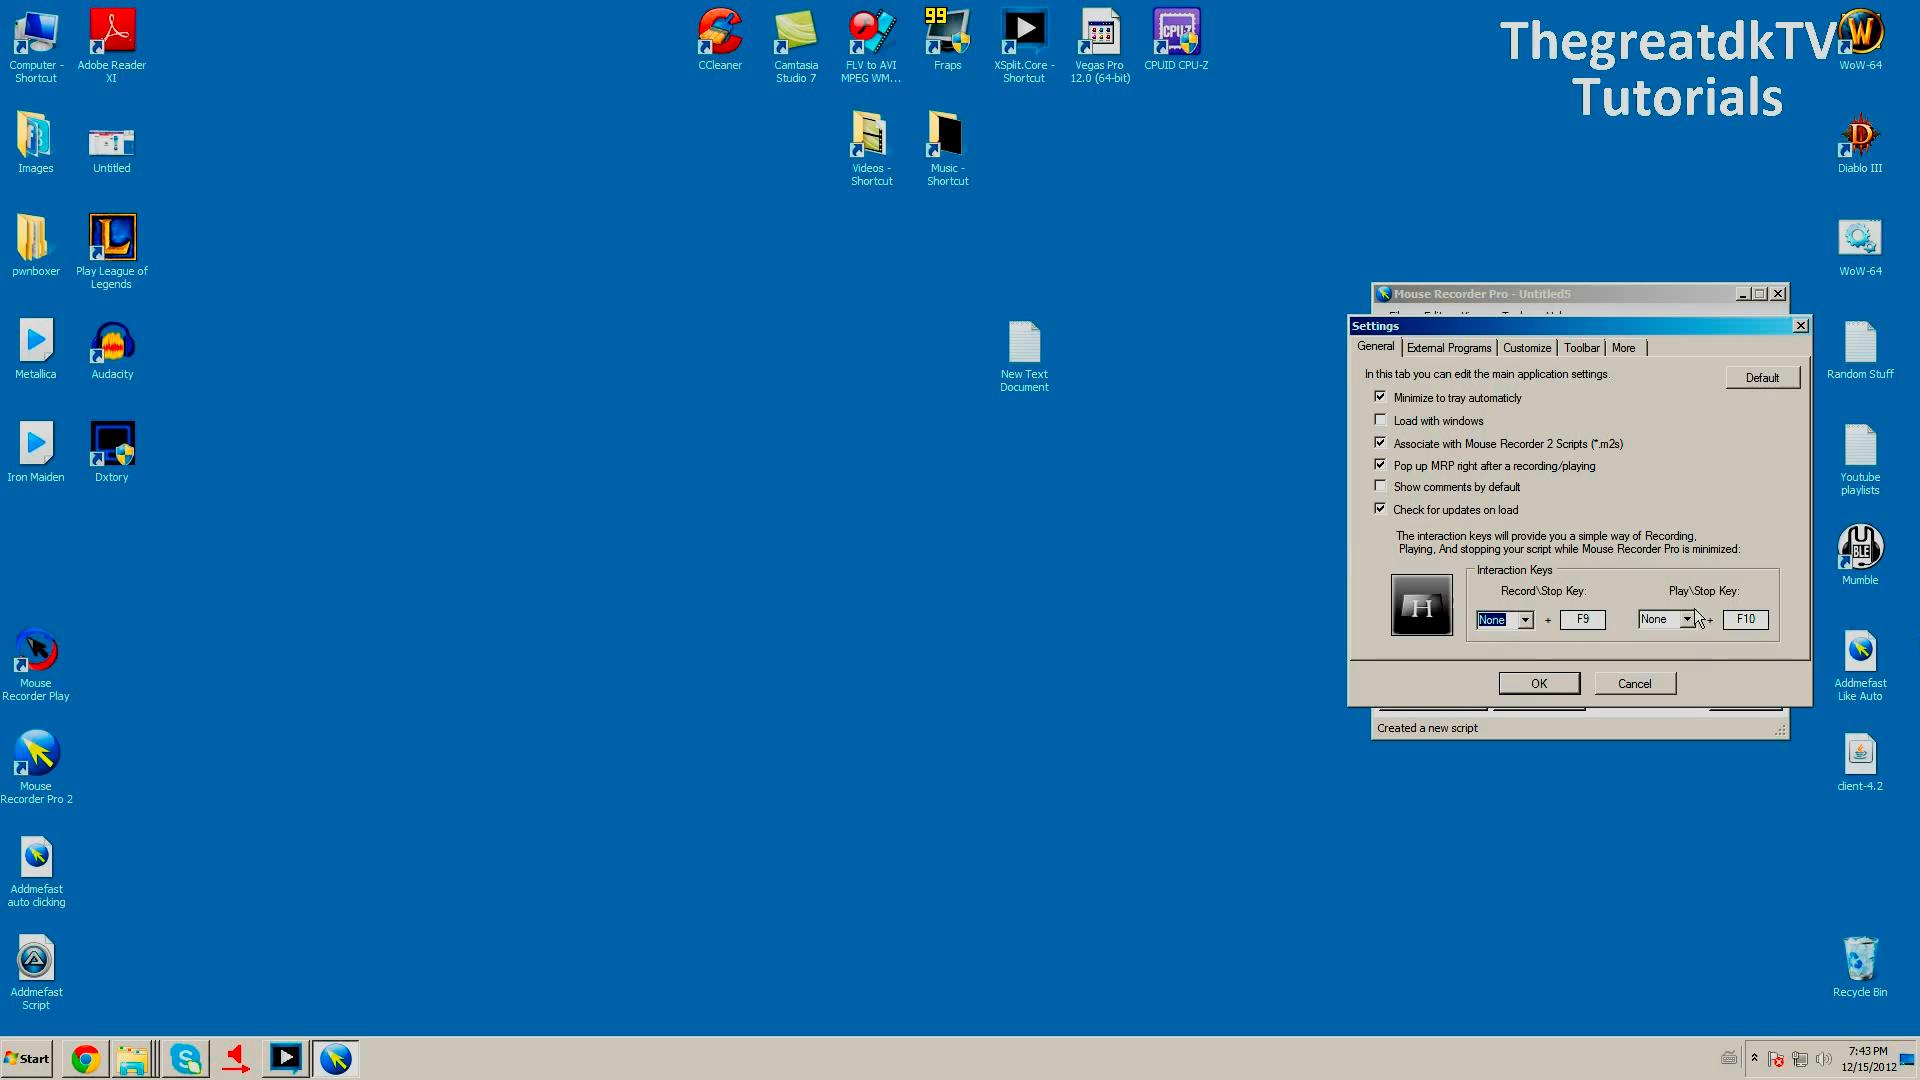 Computer -
Shortcut
Adobe Reader
XI
CCleaner
Camtasia
Studio 7
FLV to AVI
MPEG WM...
99
Fraps
XSplit.Core -
Shortcut
Vegas Pro
12.0 (64-bit)
CPUZ
CPUID CPU-Z
ThegreatdkTV
Tutorials
WoW-64
Images
Untitled
Videos -
Shortcut
Music -
Shortcut
Diablo III
pwnboxer
Play League of
Legends
WoW-64
Metallica
Audacity
New Text
Document
Random Stuff
Iron Maiden
Dxtory
Youtube
playlists
Mumble
Mouse
Recorder Play
Addmefast
Like Auto
Mouse
Recorder Pro 2
client-4.2
Addmefast
auto clicking
Addmefast
Script
Recycle Bin
Mouse Recorder Pro - Untitled5
Settings
General
External Programs
Customize
Toolbar
More
In this tab you can edit the main application settings.
Default
Minimize to tray automaticly
Load with windows
Associate with Mouse Recorder 2 Scripts (*.m2s)
Pop up MRP right after a recording/playing
Show comments by default
Check for updates on load
The interaction keys will provide you a simple way of Recording,
Playing, And stopping your script while Mouse Recorder Pro is minimized:
Interaction Keys
Record\Stop Key:
Play\Stop Key:
H
None + F9
None + F10
OK
Cancel
Created a new script
Start
7:43 PM
12/15/2012